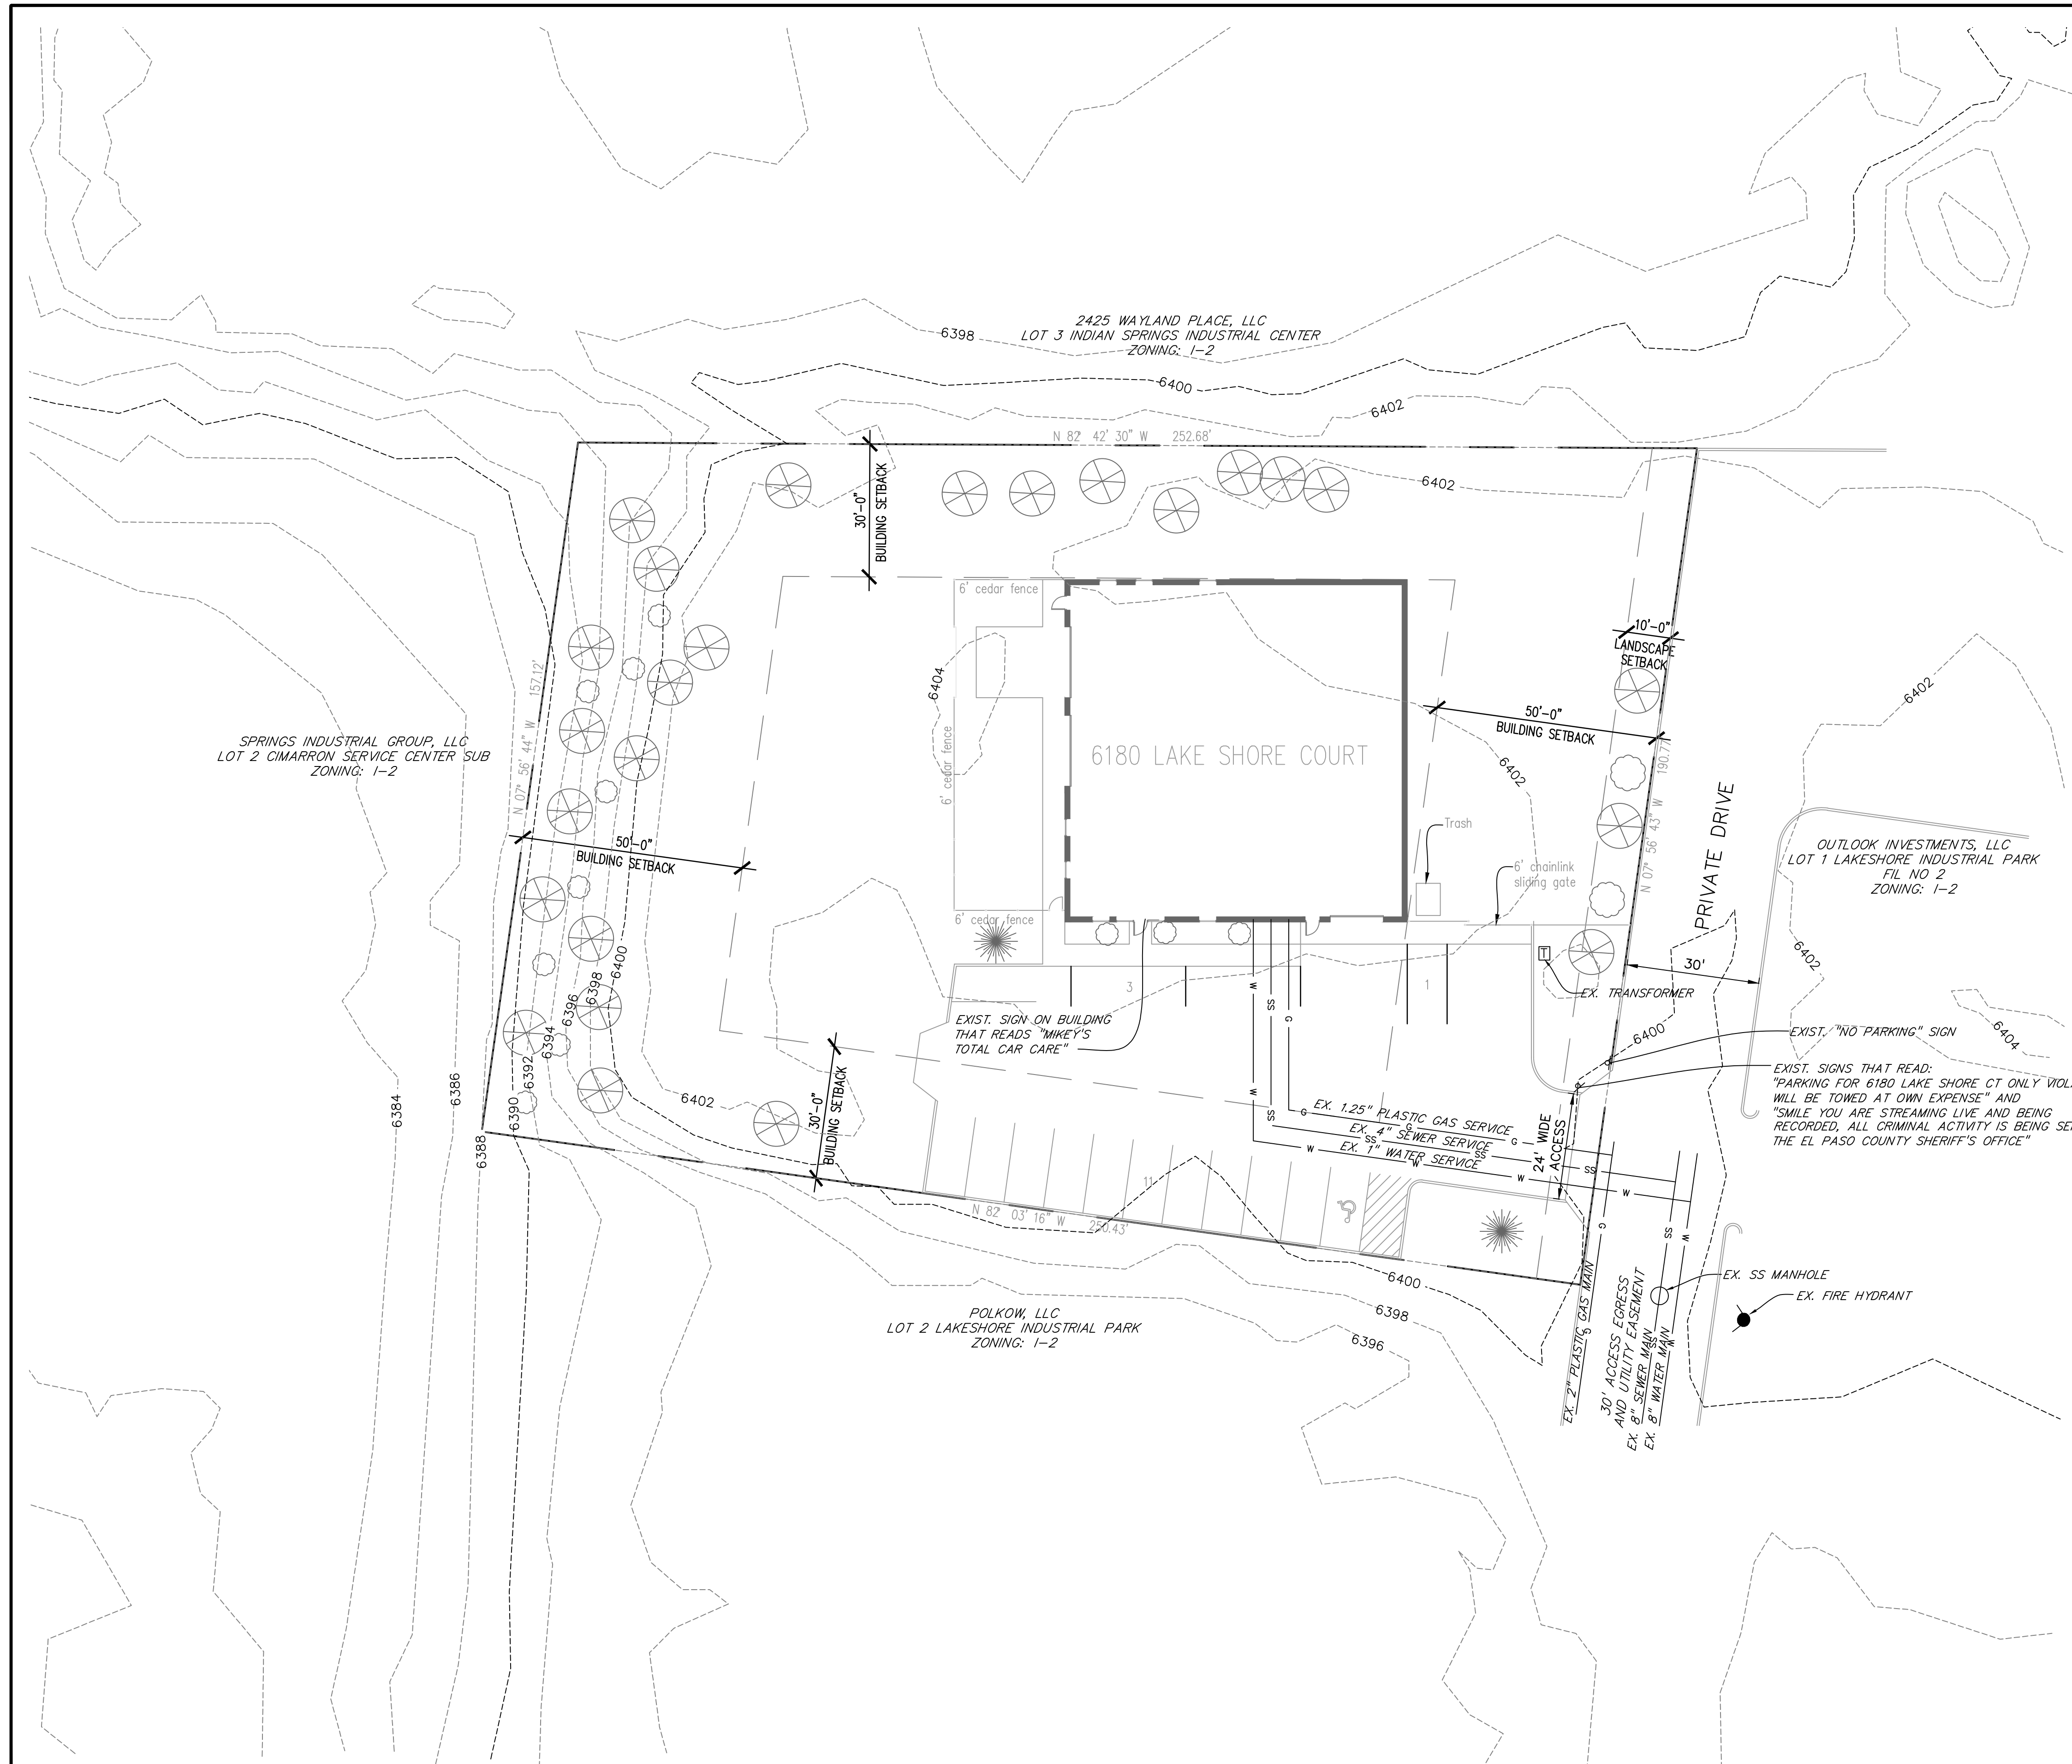 2425 WAYLAND PLACE, LLC
LOT 3 INDIAN SPRINGS INDUSTRIAL CENTER
ZONING: I-2
6398
6400
6402
N 82° 42' 30" W 252.68'
6402
30'-0"
BUILDING SETBACK
6' cedar fence
10'-0"
LANDSCAPE
SETBACK
6404
6402
N 07° 56' 44" W 157.12'
50'-0"
BUILDING SETBACK
SPRINGS INDUSTRIAL GROUP, LLC
LOT 2 CIMARRON SERVICE CENTER SUB
ZONING: I-2
6' cedar fence
6180 LAKE SHORE COURT
6402
N 07° 56' 43" W 190.77'
PRIVATE DRIVE
50'-0"
BUILDING SETBACK
Trash
OUTLOOK INVESTMENTS, LLC
LOT 1 LAKESHORE INDUSTRIAL PARK
FIL NO 2
ZONING: I-2
6' chainlink
sliding gate
6' cedar fence
T
6402
30'
EX. TRANSFORMER
3
1
W
SS
G
6400
6398
6396
6394
6392
6390
6388
6386
6384
EXIST. SIGN ON BUILDING
THAT READS "MIKEY'S
TOTAL CAR CARE"
6400
EXIST. "NO PARKING" SIGN
6404
EXIST. SIGNS THAT READ:
"PARKING FOR 6180 LAKE SHORE CT ONLY
WILL BE TOWED AT OWN EXPENSE" AND
"SMILE YOU ARE STREAMING LIVE AND BEING
RECORDED, ALL CRIMINAL ACTIVITY IS BEING
THE EL PASO COUNTY SHERIFF'S OFFICE"
6402
30'-0"
BUILDING SETBACK
W
SS
G
EX. 1.25" PLASTIC GAS SERVICE
G
G
EX. 4" SEWER SERVICE
SS
SS
SS
EX. 1" WATER SERVICE
W
W
W
W
24' WIDE
ACCESS
11
N 82° 03' 16" W 250.43'
G
SS
W
EX. SS MANHOLE
EX. FIRE HYDRANT
6400
6398
6396
POLKOW, LLC
LOT 2 LAKESHORE INDUSTRIAL PARK
ZONING: I-2
EX. 2" PLASTIC GAS MAIN
G
30' ACCESS EGRESS
AND UTILITY EASEMENT
EX. 8" SEWER MAIN
SS
EX. 8" WATER MAIN
W